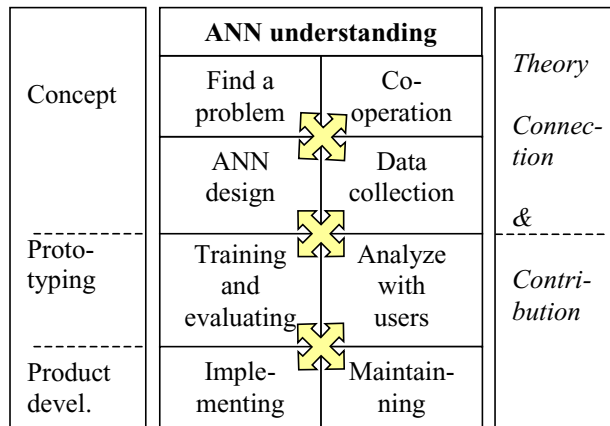 ANN understanding
Concept
Find a
problem
Co-
operation
ANN
design
Data
collection
Proto-
typing
Training
and
evaluating
Analyze
with
users
Product
devel.
Imple-
menting
Maintain-
ning
Theory
Connec-
tion
&
Contri-
bution